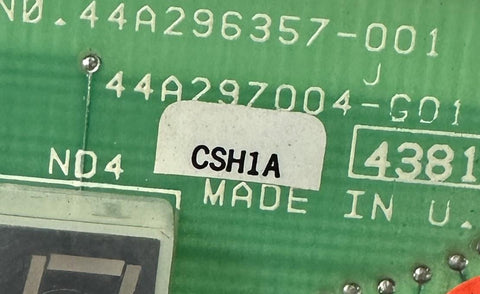 NO.44A296357-001
J
44A297004-G01
CSH1A
4381
ND4
MADE IN U.